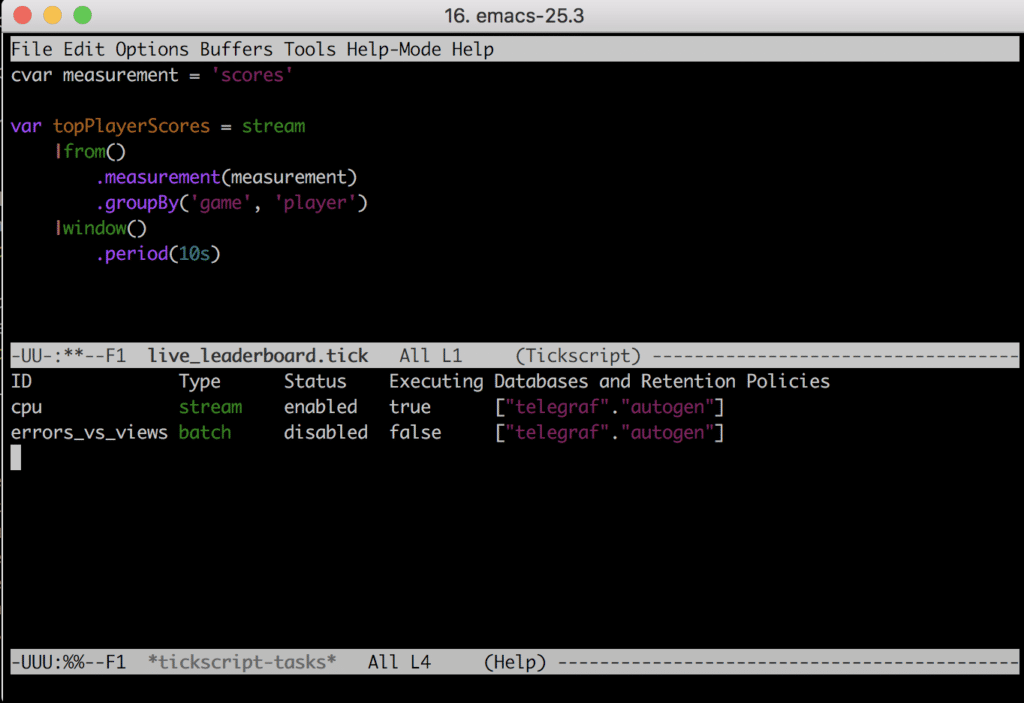 16. emacs-25.3
File Edit Options Buffers Tools Help-Mode Help
cvar measurement = 'scores'
var topPlayerScores = stream
|from()
.measurement(measurement)
.groupBy('game', 'player')
|window()
.period(10s)
-UU-:**--F1  live_leaderboard.tick   All L1     (Tickscript) -----------------------------------
ID              Type      Status    Executing Databases and Retention Policies
cpu             stream    enabled   true      ["telegraf"."autogen"]
errors_vs_views batch     disabled  false     ["telegraf"."autogen"]
-UUU:%%--F1  *tickscript-tasks*   All L4     (Help) --------------------------------------------